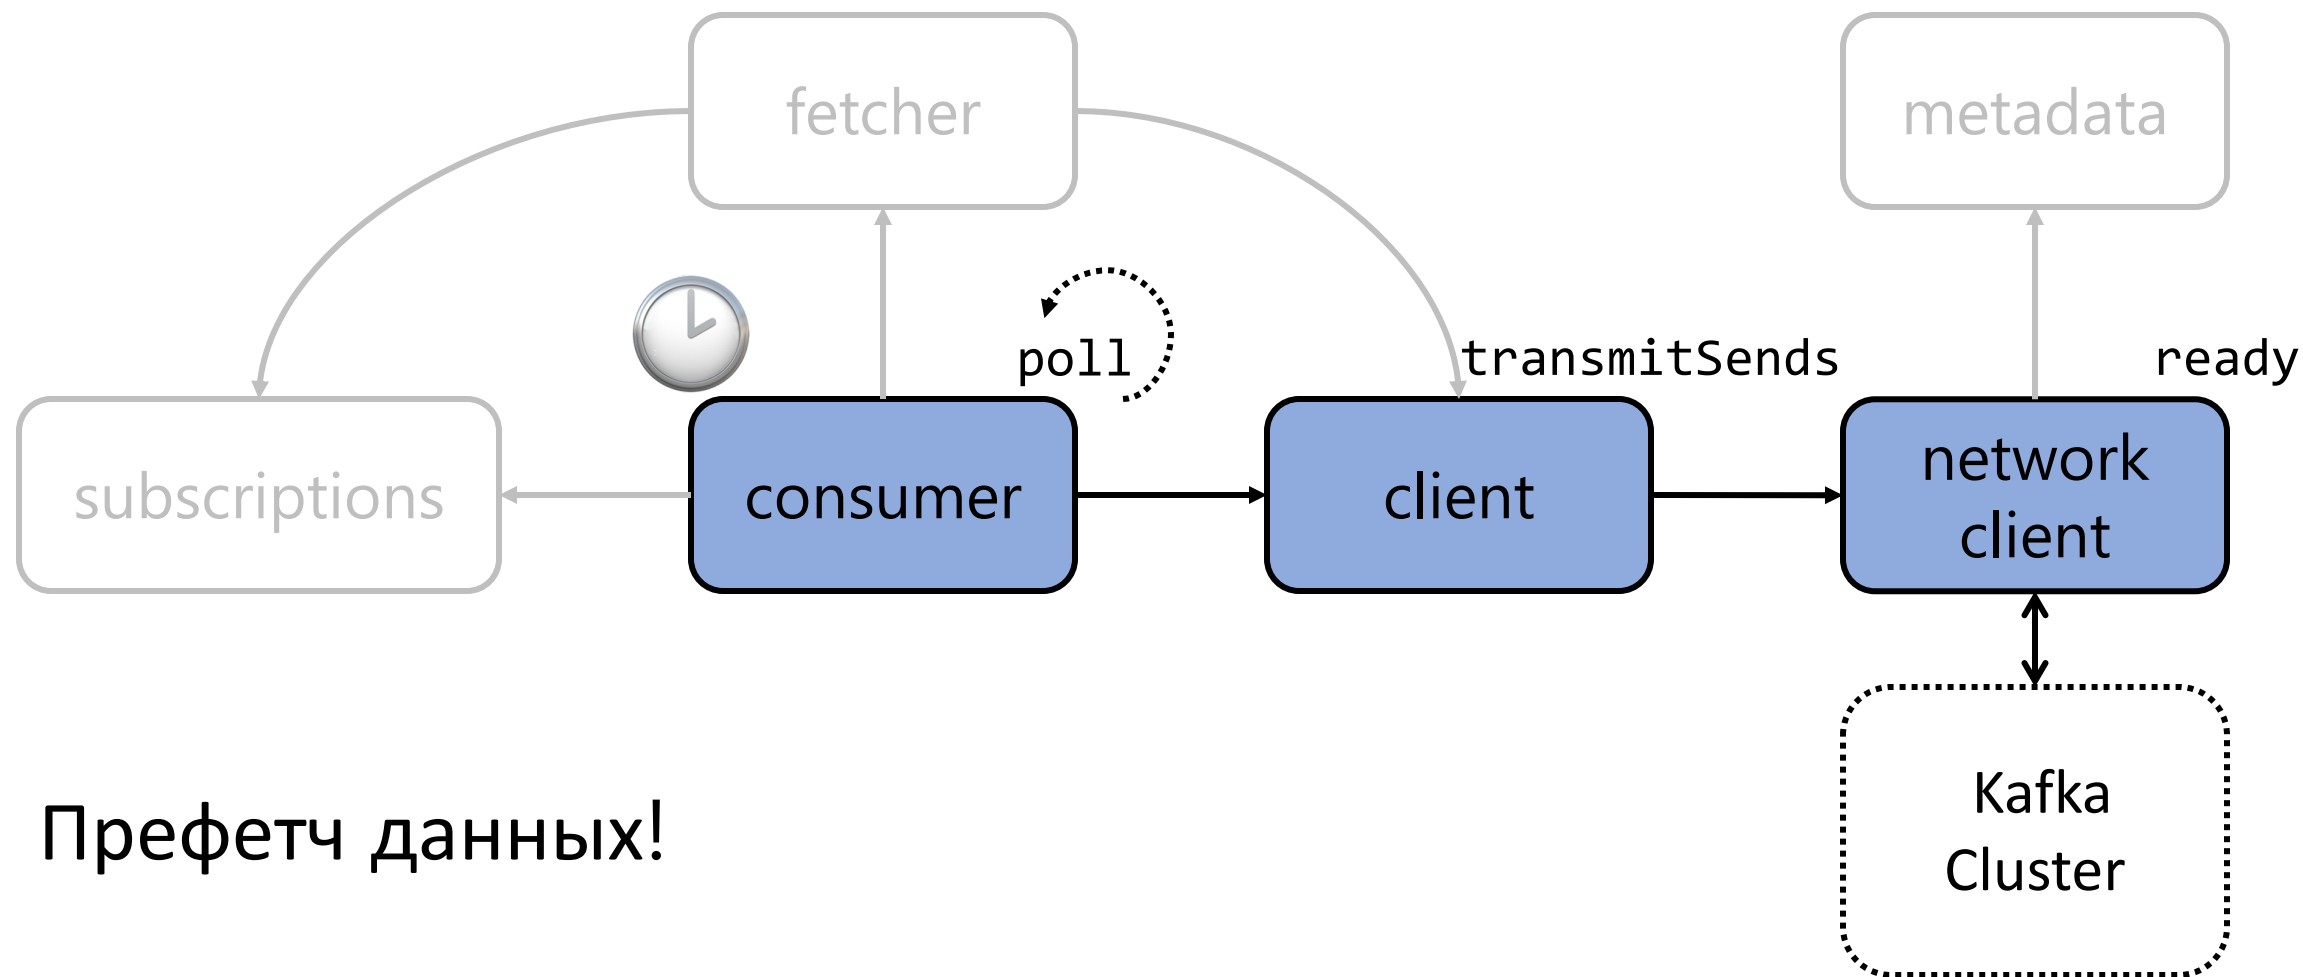 fetcher
metadata
poll
transmitSends
ready
subscriptions
consumer
client
network
client
Префетч данных!
Kafka
Cluster